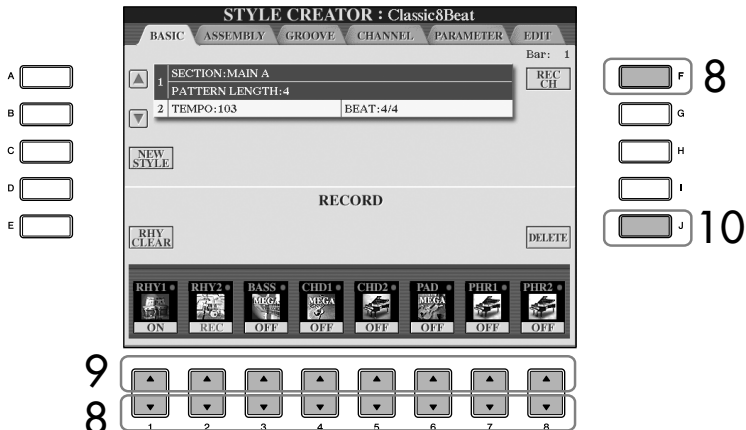 STYLE CREATOR : Classic8Beat
BASIC ASSEMBLY GROOVE CHANNEL PARAMETER EDIT
Bar: 1
1 SECTION:MAIN A
PATTERN LENGTH:4
REC CH
2 TEMPO:103 BEAT:4/4
NEW STYLE
RECORD
RHY CLEAR
DELETE
RHY1 RHY2 BASS CHD1 CHD2 PAD PHR1 PHR2
MEGA MEGA MEGA
ON REC OFF OFF OFF OFF OFF OFF
A
B
C
D
E
F 8
G
H
I
J 10
9
8
1 2 3 4 5 6 7 8